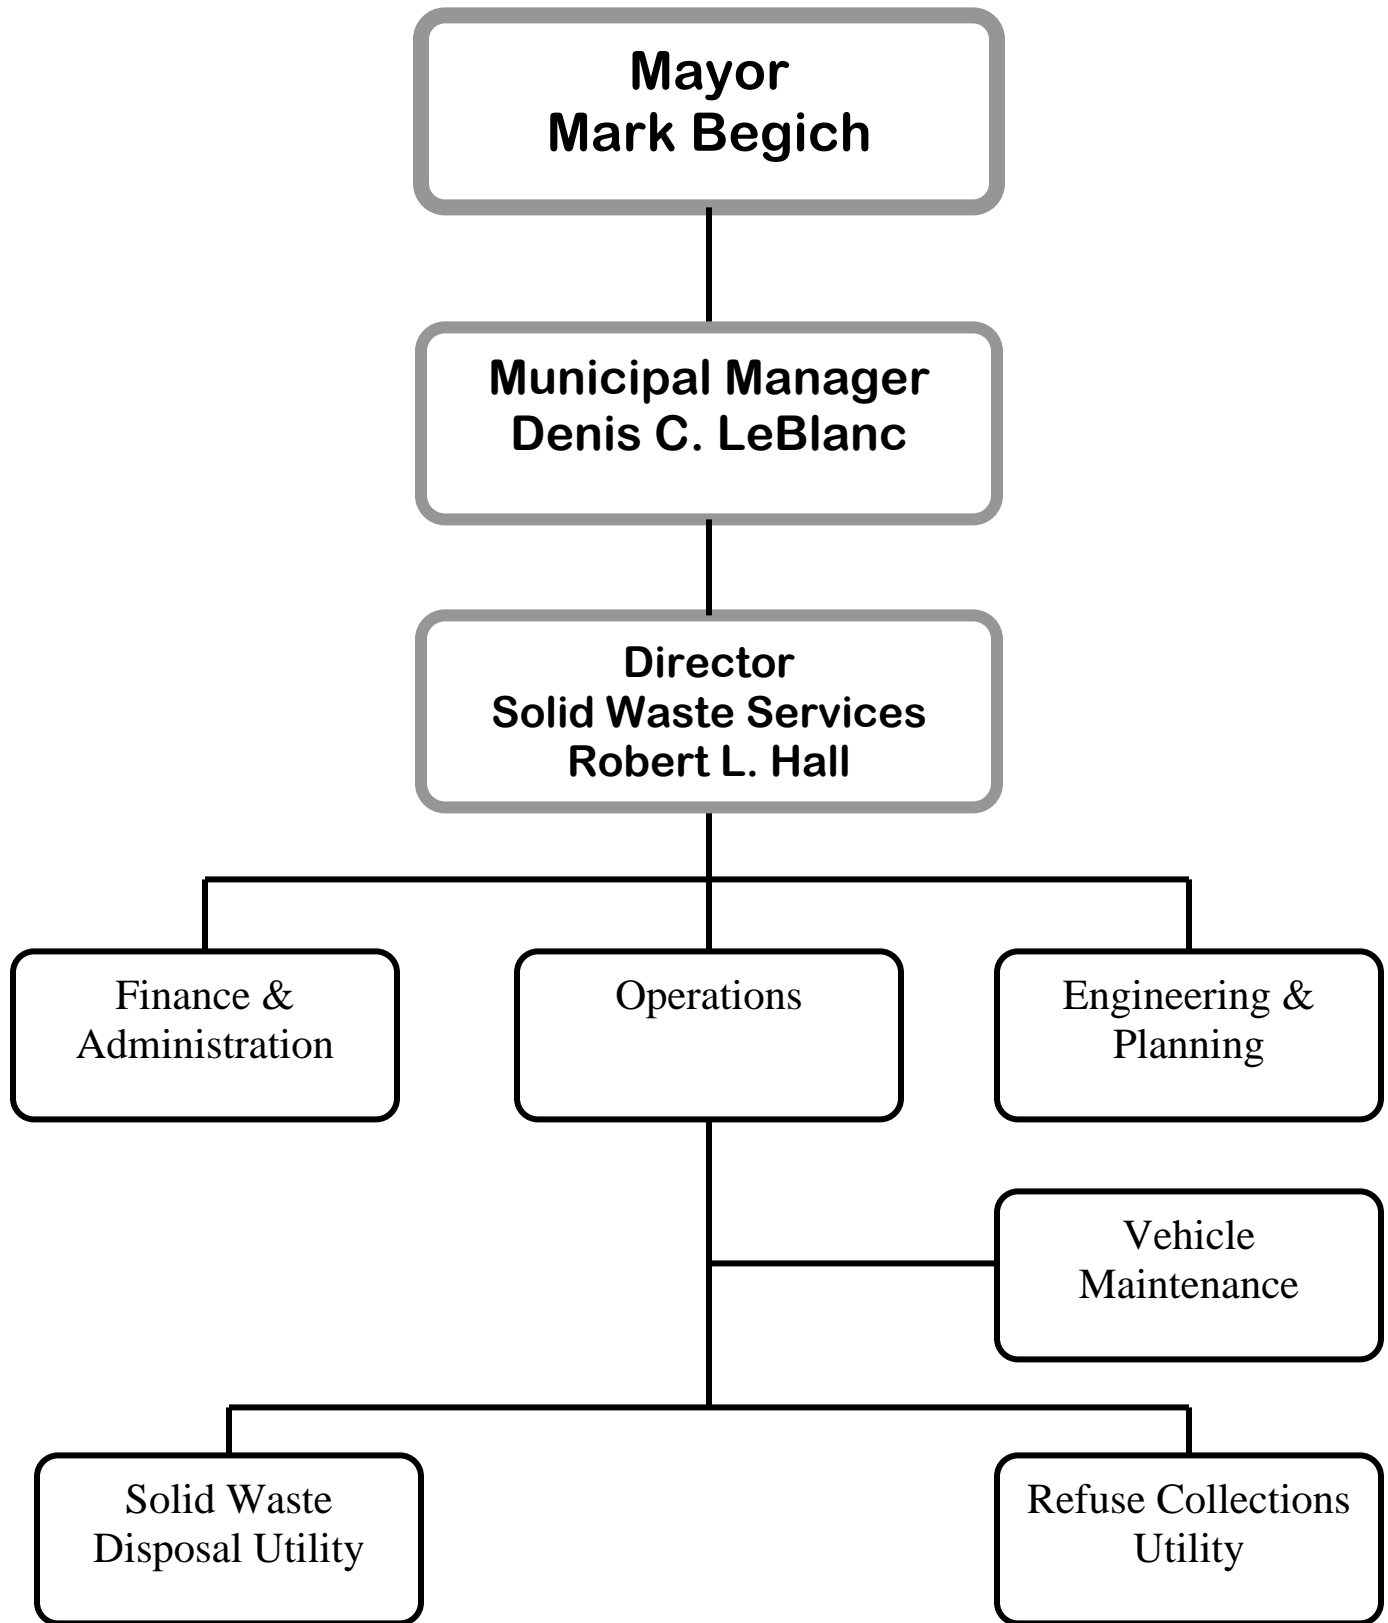 Mayor
Mark Begich
Municipal Manager
Denis C. LeBlanc
Director
Solid Waste Services
Robert L. Hall
Finance &
Administration
Operations
Engineering &
Planning
Vehicle
Maintenance
Solid Waste
Disposal Utility
Refuse Collections
Utility